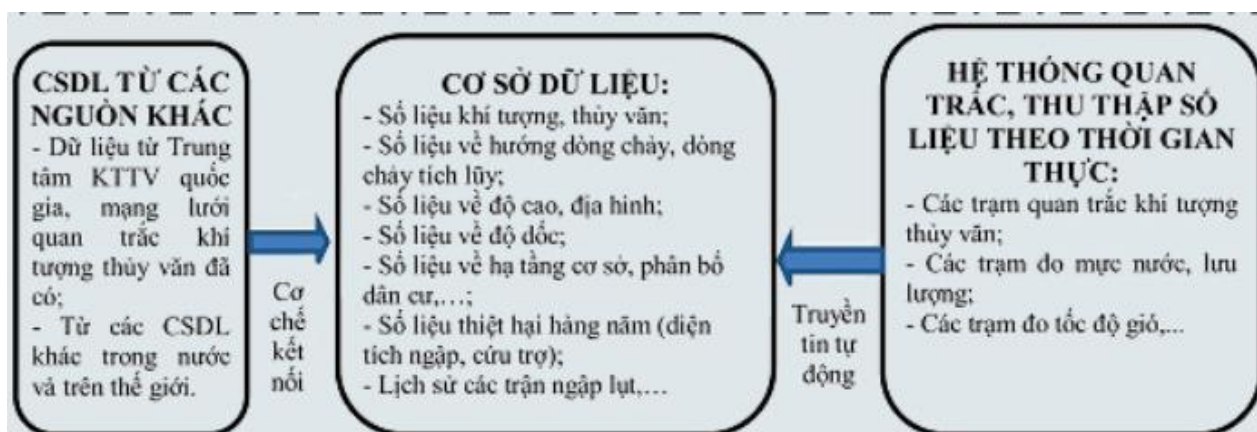 CSDL TỪ CÁC
NGUỒN KHÁC
- Dữ liệu từ Trung
tâm KTTV quốc
gia, mạng lưới
quan trắc khí
tượng thủy văn đã
có;
- Từ các CSDL
khác trong nước
và trên thế giới.
Cơ
chế
kết
nối
CƠ SỞ DỮ LIỆU:
- Số liệu khí tượng, thủy văn;
- Số liệu về hướng dòng chảy, dòng
chảy tích lũy;
- Số liệu về độ cao, địa hình;
- Số liệu về độ dốc;
- Số liệu về hạ tầng cơ sở, phân bố
dân cư,…;
- Số liệu thiệt hại hàng năm (diện
tích ngập, cứu trợ);
- Lịch sử các trận ngập lụt,…
Truyền
tin tự
động
HỆ THỐNG QUAN
TRẮC, THU THẬP SỐ
LIỆU THEO THỜI GIAN
THỰC:
- Các trạm quan trắc khí tượng
thủy văn;
- Các trạm đo mực nước, lưu
lượng;
- Các trạm đo tốc độ gió,...